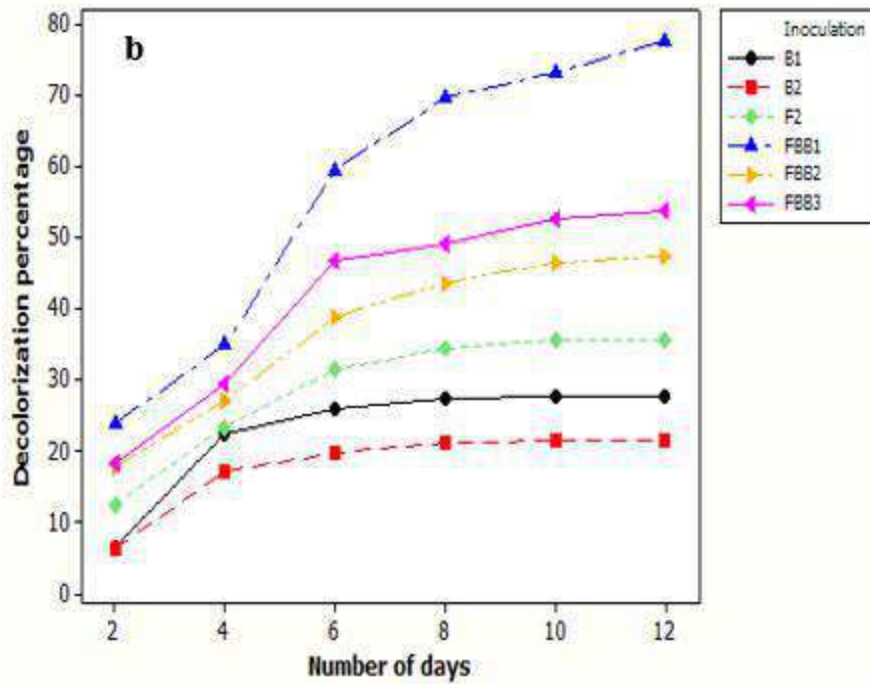 b
80
70
60
50
40
30
20
10
0
Decolorization percentage
2 4 6 8 10 12
Number of days
Inoculation
B1
B2
F2
FBB1
FBB2
FBB3